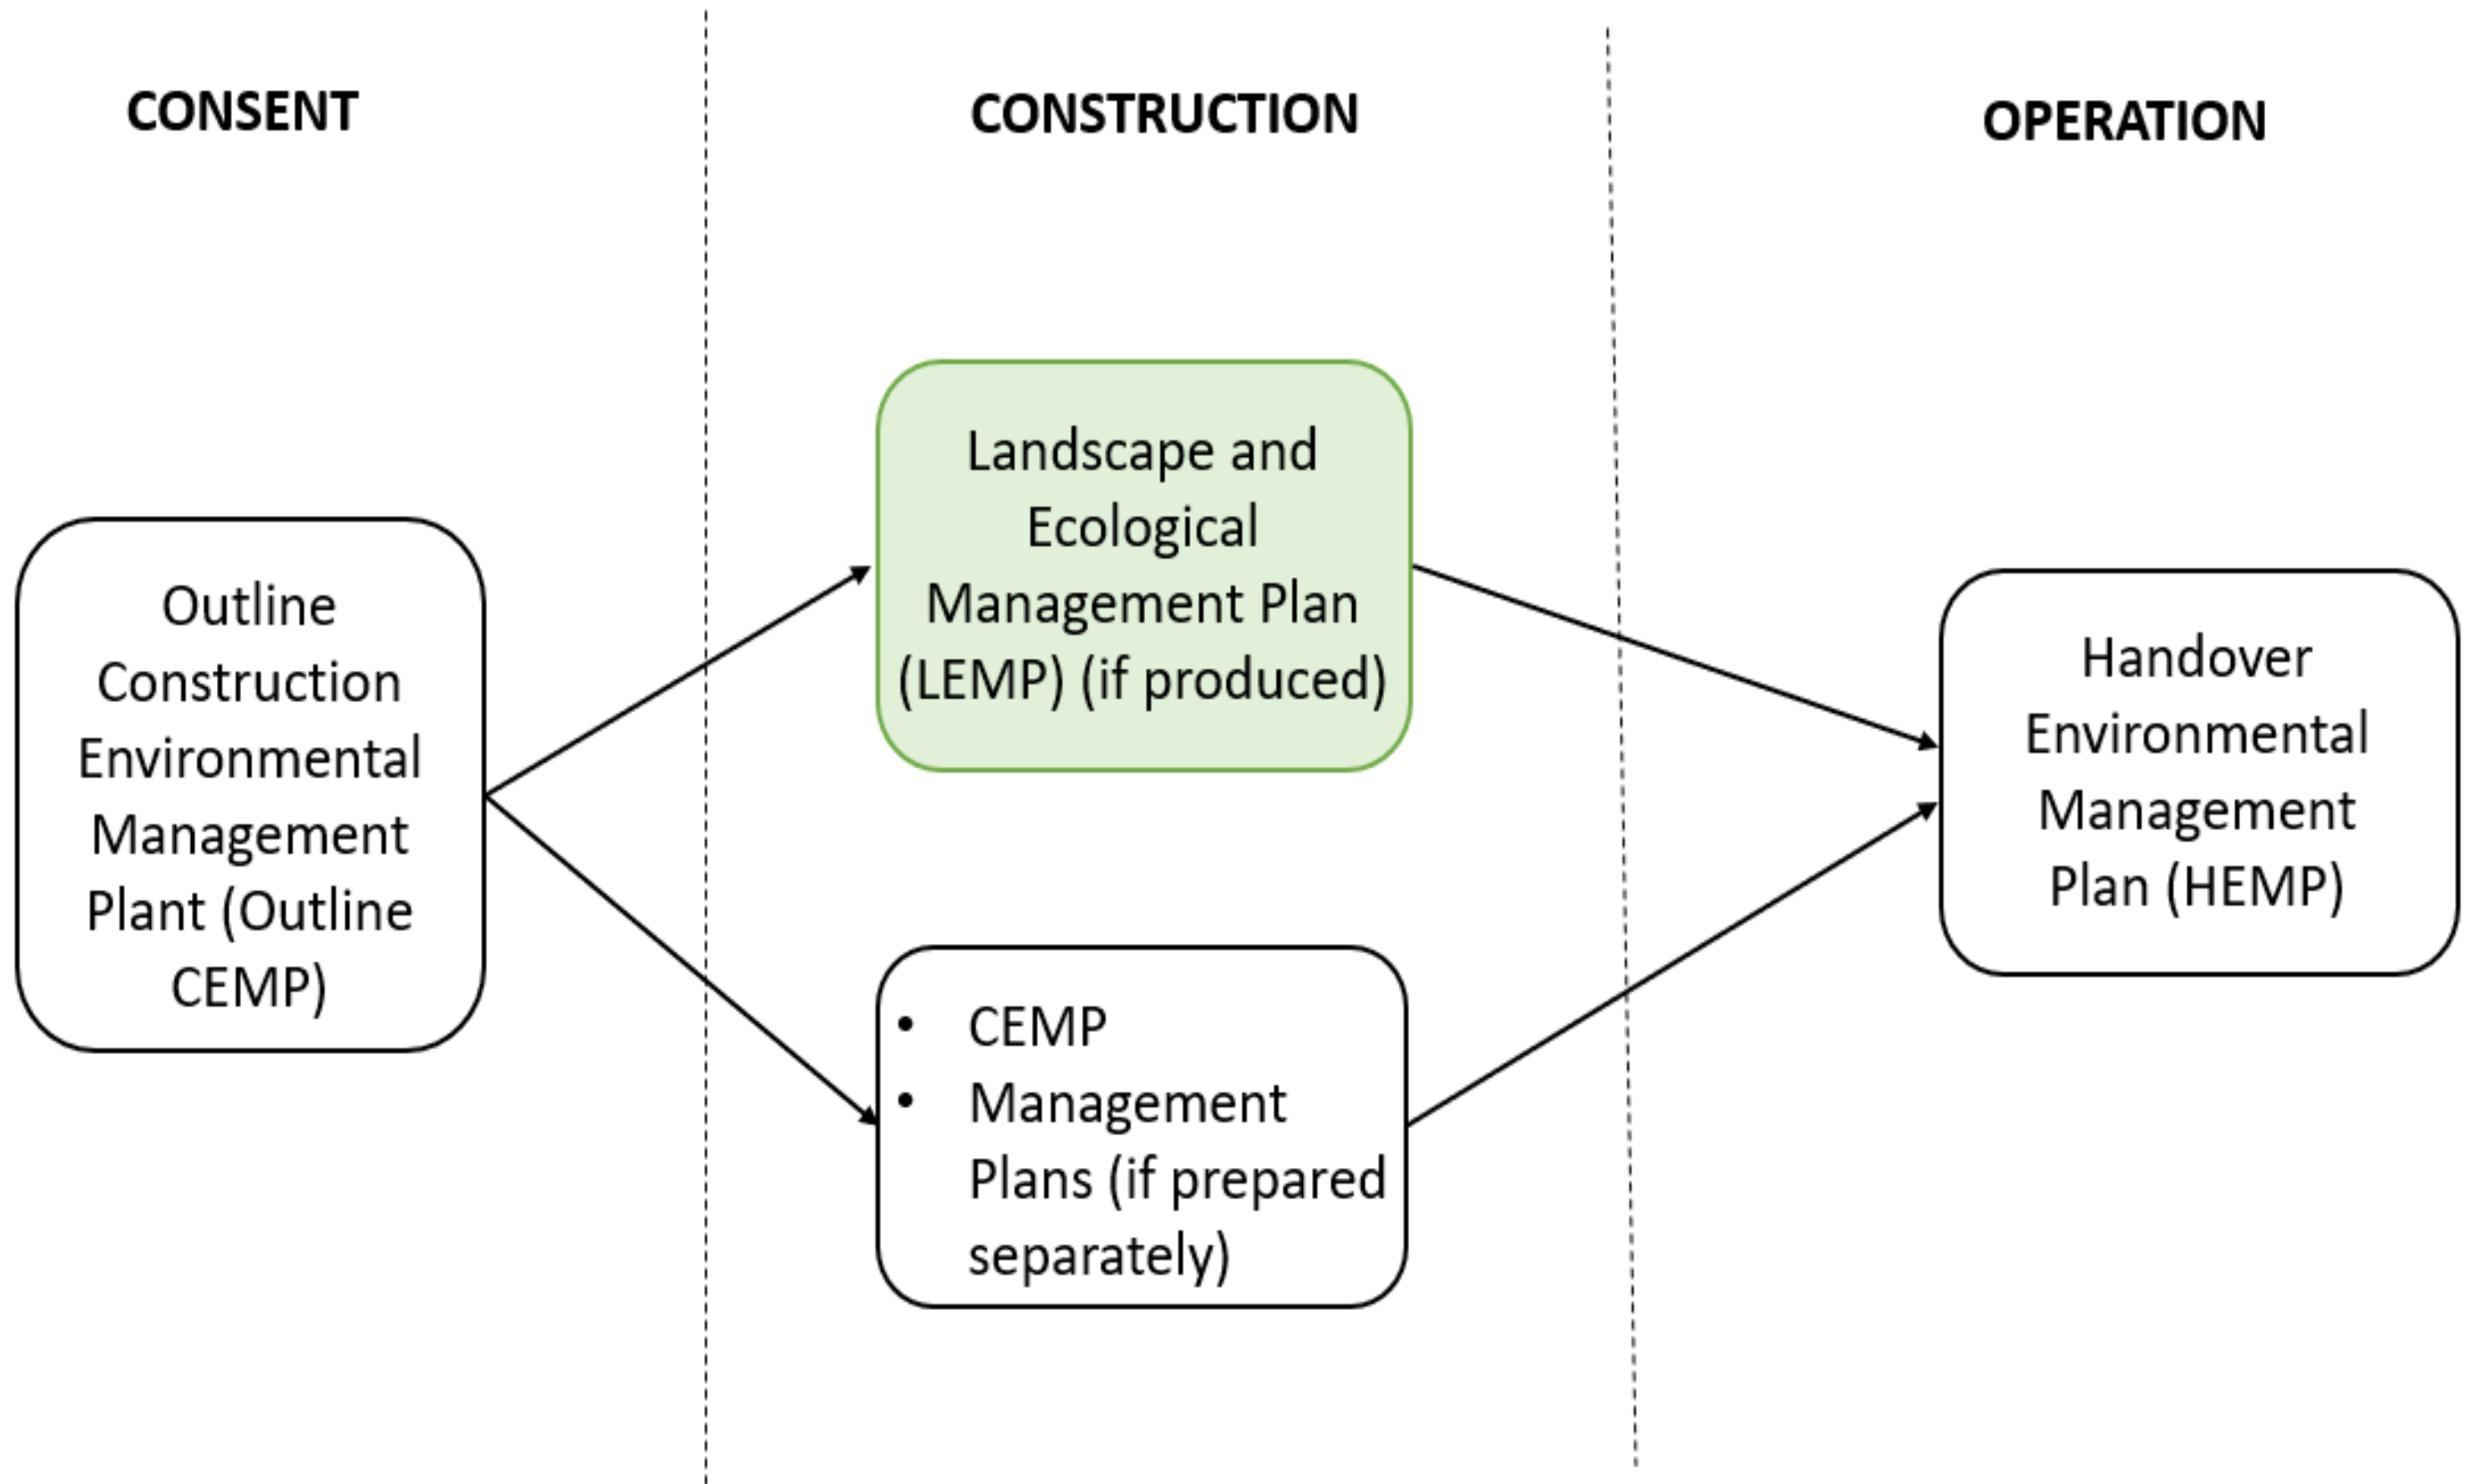 CONSENT
CONSTRUCTION
OPERATION
Outline
Construction
Environmental
Management
Plant (Outline
CEMP)
Landscape and
Ecological
Management Plan
(LEMP) (if produced)
• CEMP
• Management
Plans (if prepared
separately)
Handover
Environmental
Management
Plan (HEMP)